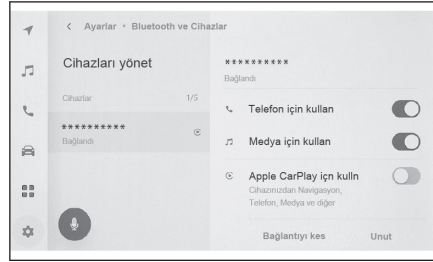 < Ayarlar • Bluetooth ve Cihazlar
Cihazları yönet
Cihazlar 1/5
**********
Bağlandı
**********
Bağlandı
Telefon için kullan
Medya için kullan
Apple CarPlay içn kulln
Cihazınızdan Navigasyon,
Telefon, Medya ve diğer
Bağlantıyı kes Unut